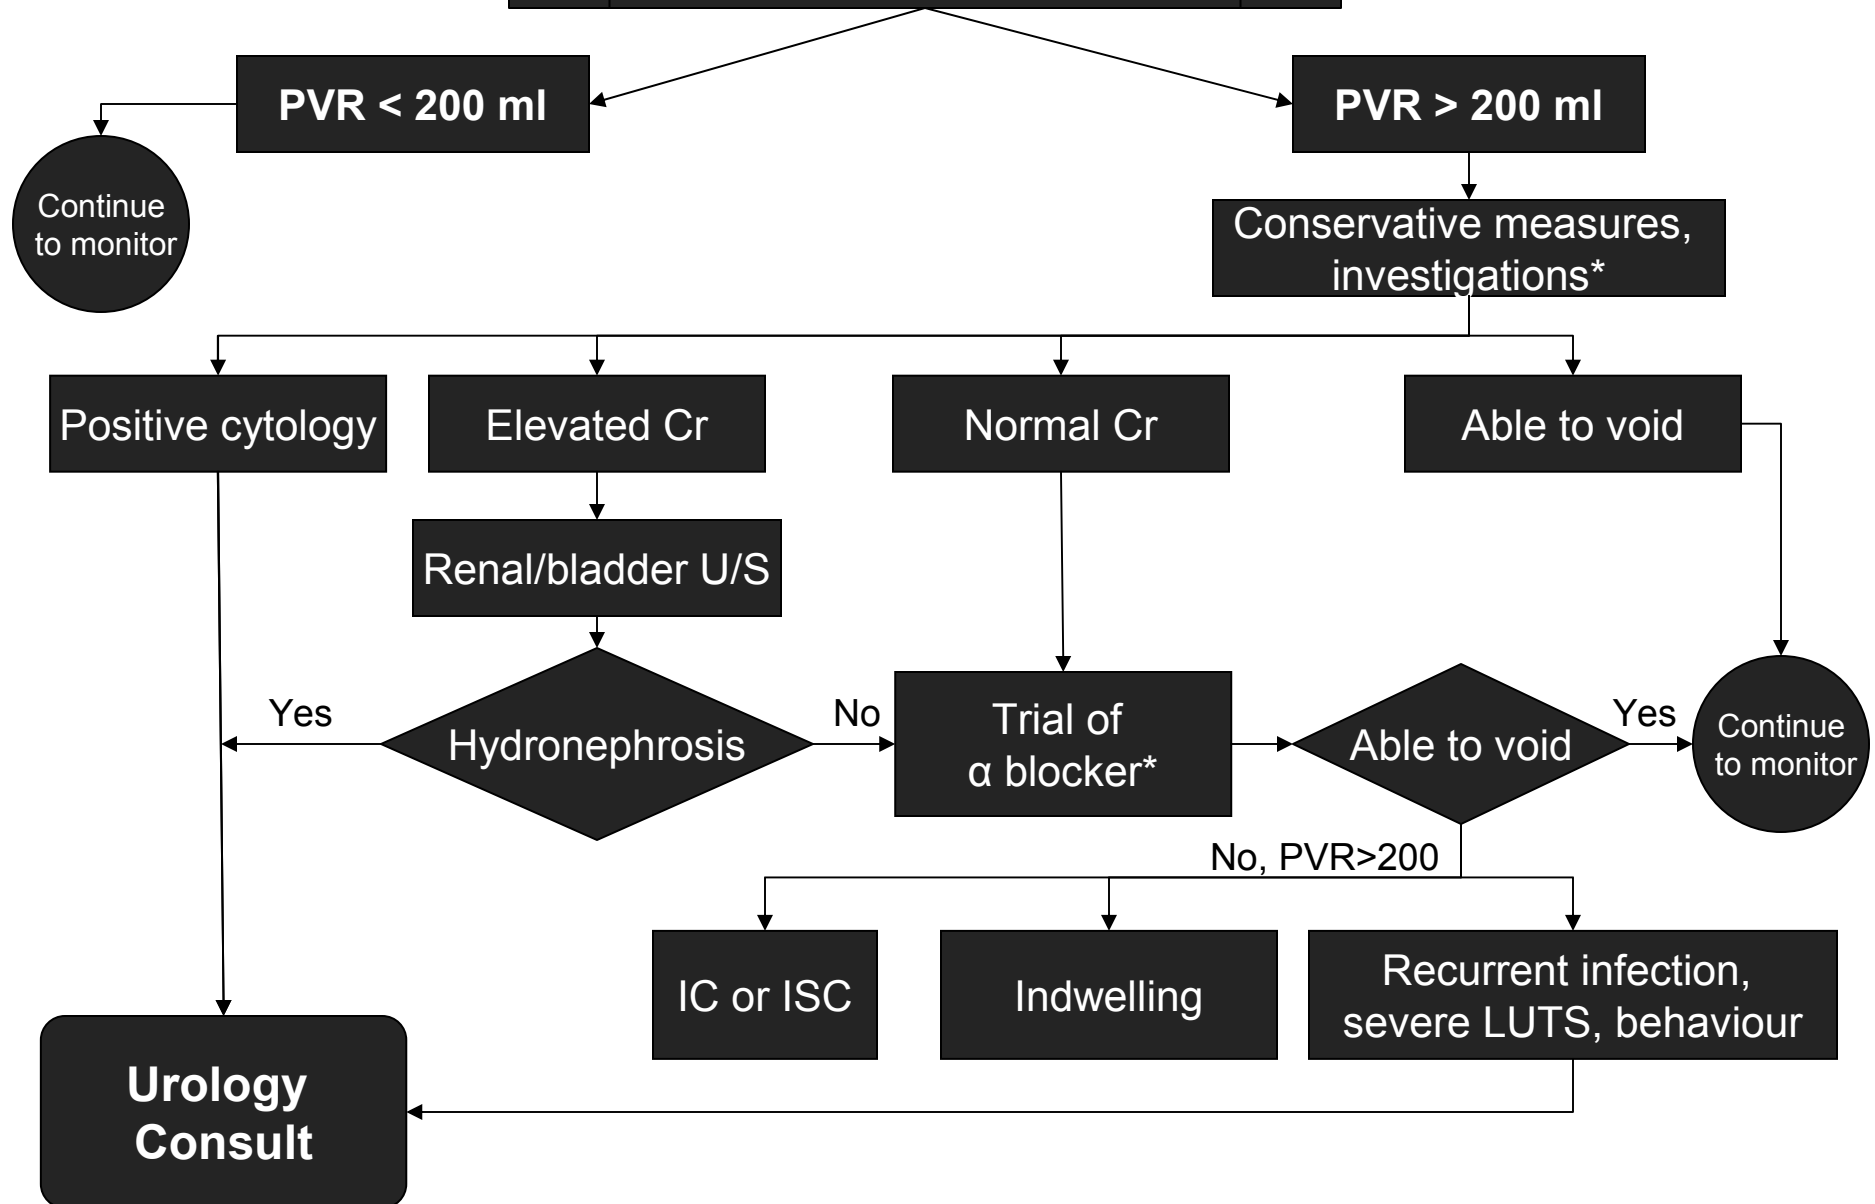 PVR < 200 ml
PVR > 200 ml
Continue
to monitor
Conservative measures,
investigations*
Positive cytology
Elevated Cr
Normal Cr
Able to void
Renal/bladder U/S
Yes
Hydronephrosis
No
Trial of
α blocker*
Able to void
Yes
Continue
to monitor
No, PVR>200
IC or ISC
Indwelling
Recurrent infection,
severe LUTS, behaviour
Urology
Consult